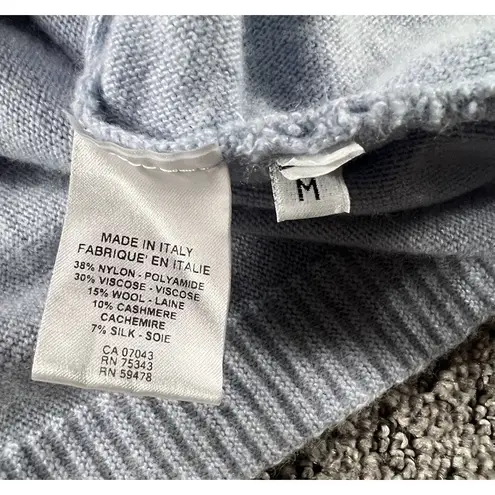 MADE IN ITALY
FABRIQUE' EN ITALIE
38% NYLON - POLYAMIDE
30% VISCOSE - VISCOSE
15% WOOL - LAINE
10% CASHMERE
CACHEMIRE
7% SILK - SOIE
CA 07043
RN 75343
RN 59478
M